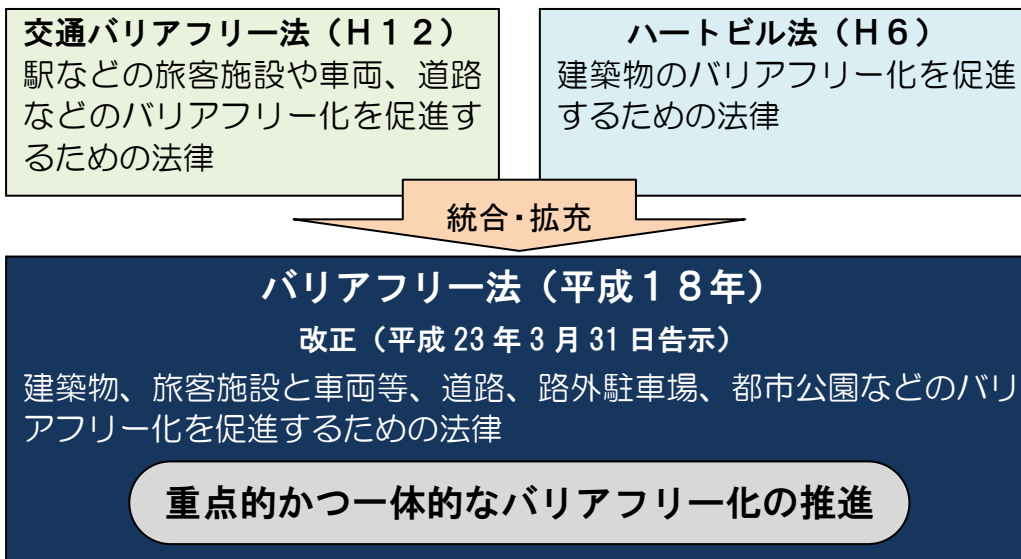 交通バリアフリー法（Ｈ１２）
駅などの旅客施設や車両、道路
などのバリアフリー化を促進す
るための法律
ハートビル法（Ｈ６）
建築物のバリアフリー化を促進
するための法律
統合・拡充
バリアフリー法（平成１８年）
改正（平成 23 年 3 月 31 日告示）
建築物、旅客施設と車両等、道路、路外駐車場、都市公園などのバリ
アフリー化を促進するための法律
重点的かつ一体的なバリアフリー化の推進